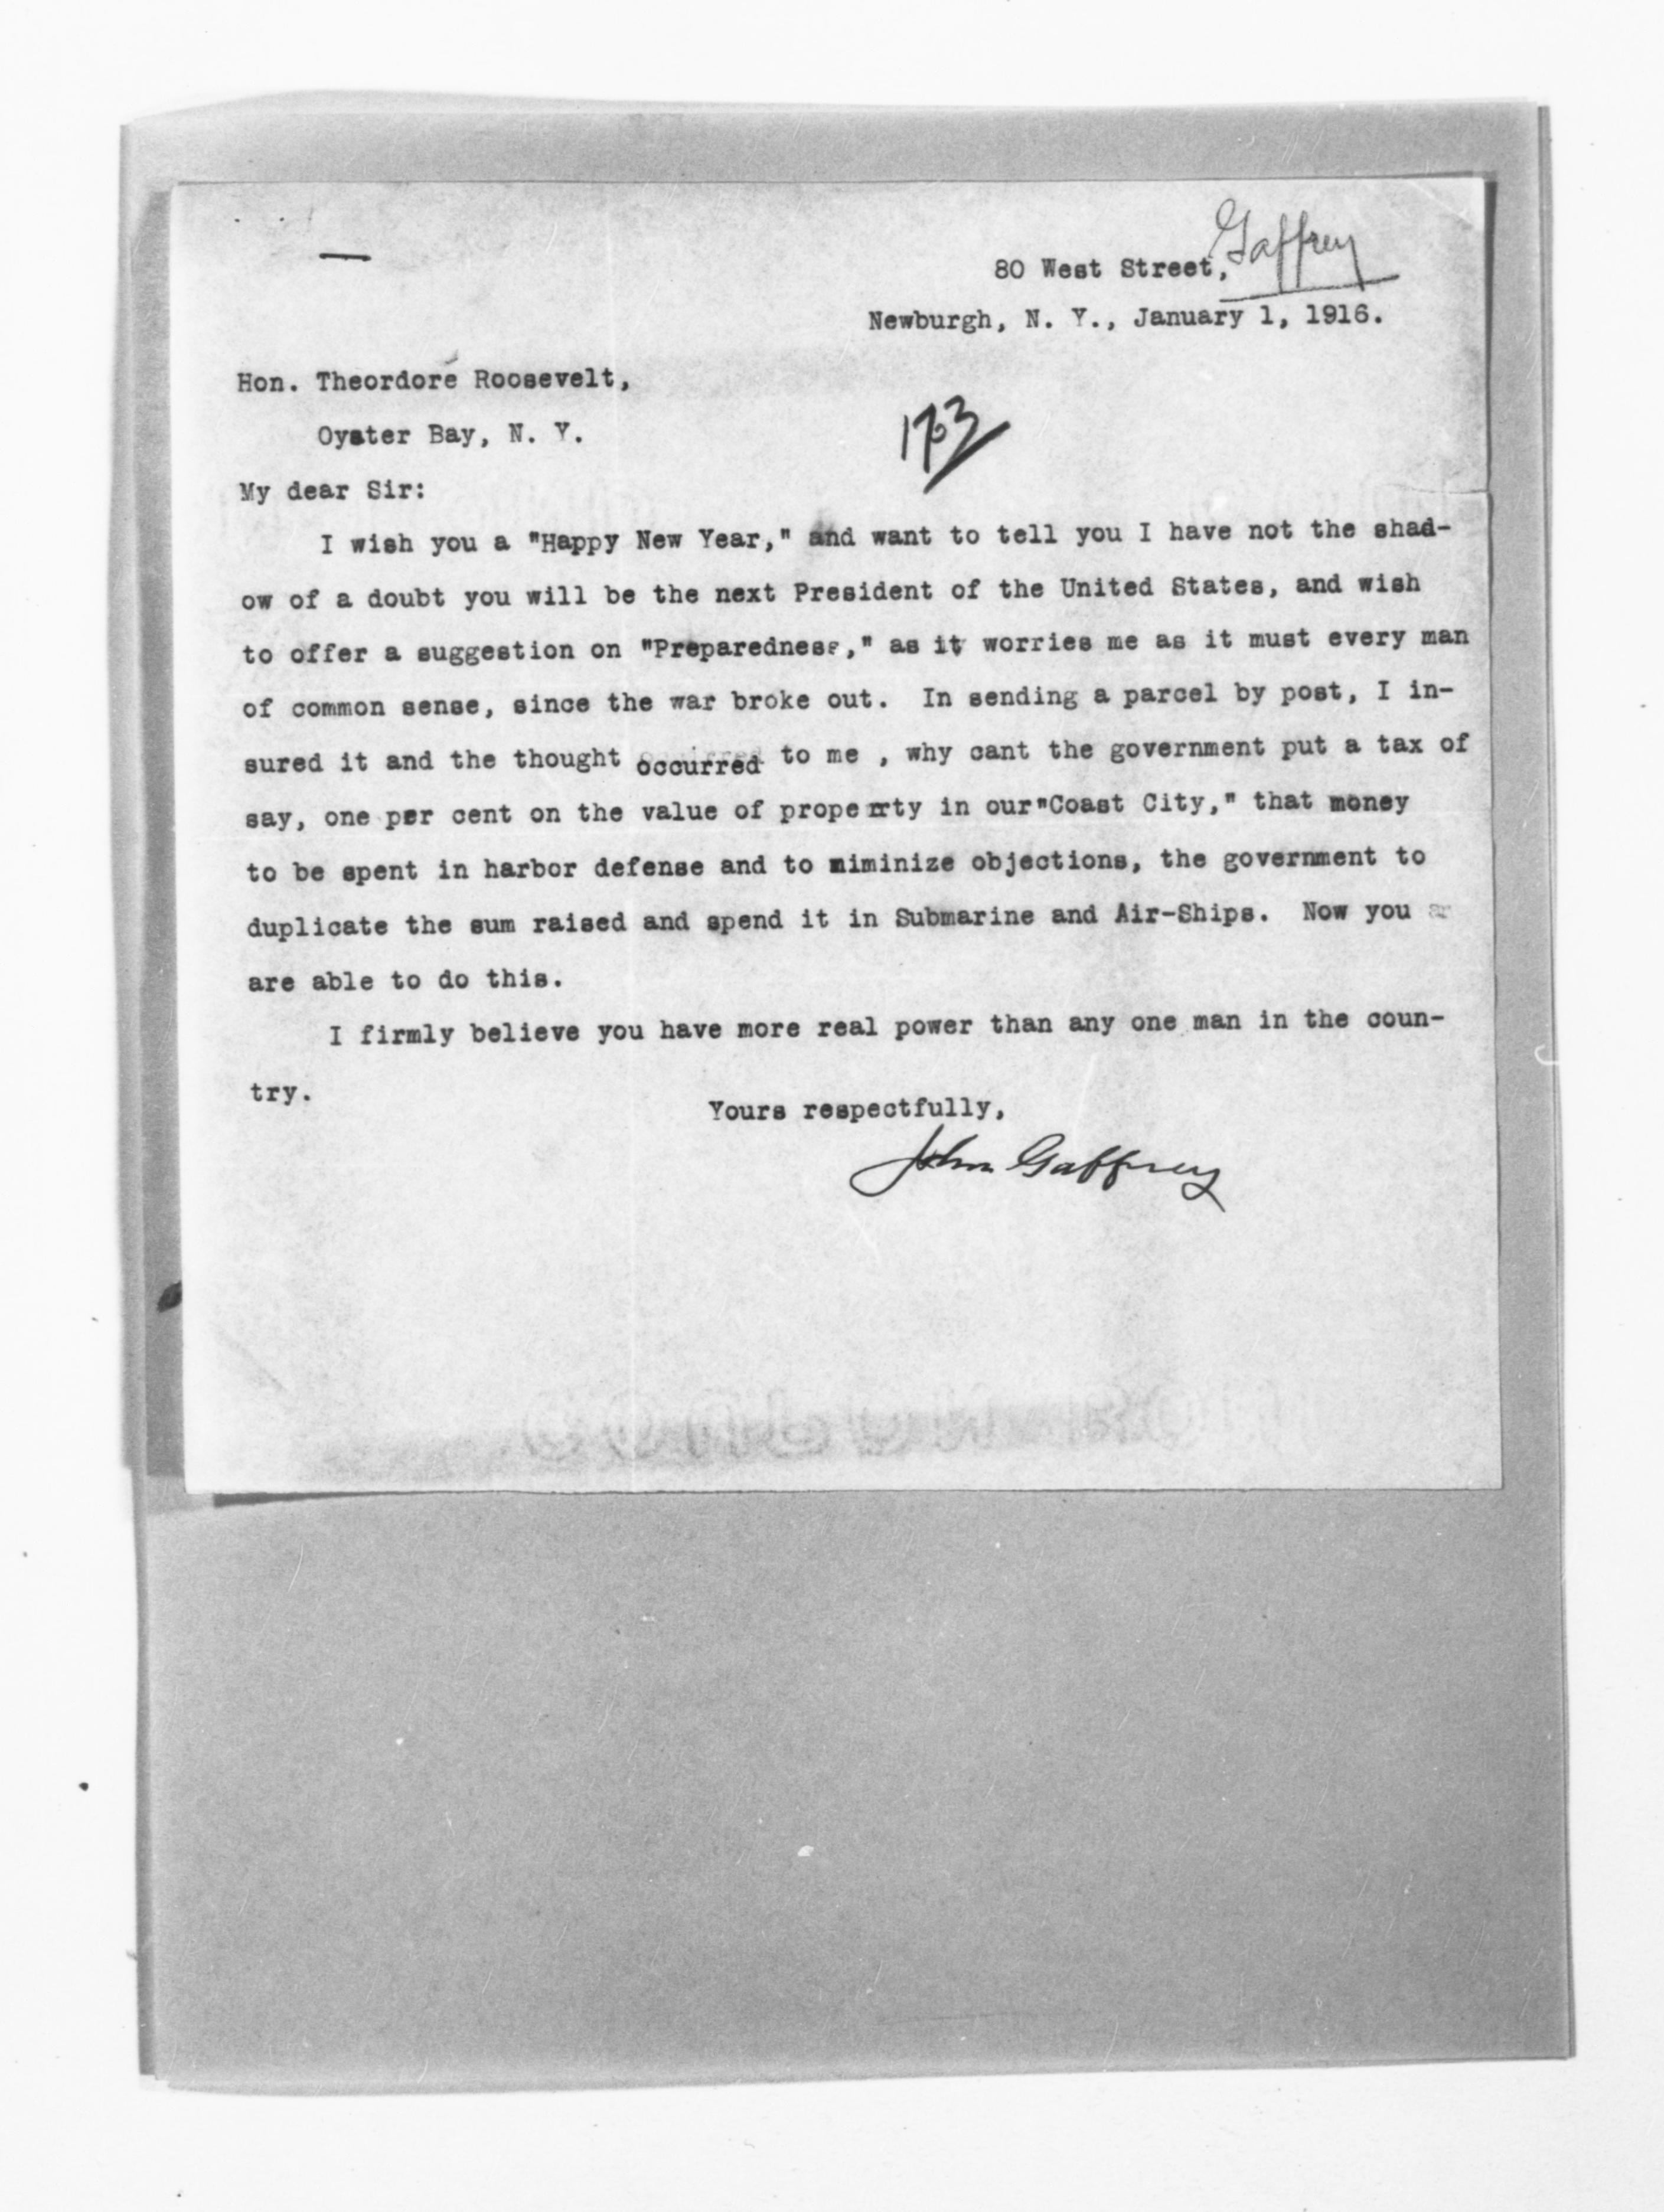 Gaffrey
80 West Street,
Newburgh, N. Y., January 1, 1916.
Hon. Theordore Roosevelt,
Oyster Bay, N. Y.
My dear Sir:
I wish you a "Happy New Year," and want to tell you I have not the shad-
ow of a doubt you will be the next President of the United States, and wish
to offer a suggestion on "Preparedness," as it worries me as it must every man
of common sense, since the war broke out. In sending a parcel by post, I in-
sured it and the thought occurred to me , why cant the government put a tax of
say, one per cent on the value of property in our"Coast City," that money
to be spent in harbor defense and to miminize objections, the government to
duplicate the sum raised and spend it in Submarine and Air-Ships. Now you ar
are able to do this.
I firmly believe you have more real power than any one man in the coun-
try.
Yours respectfully,
John Gaffrey